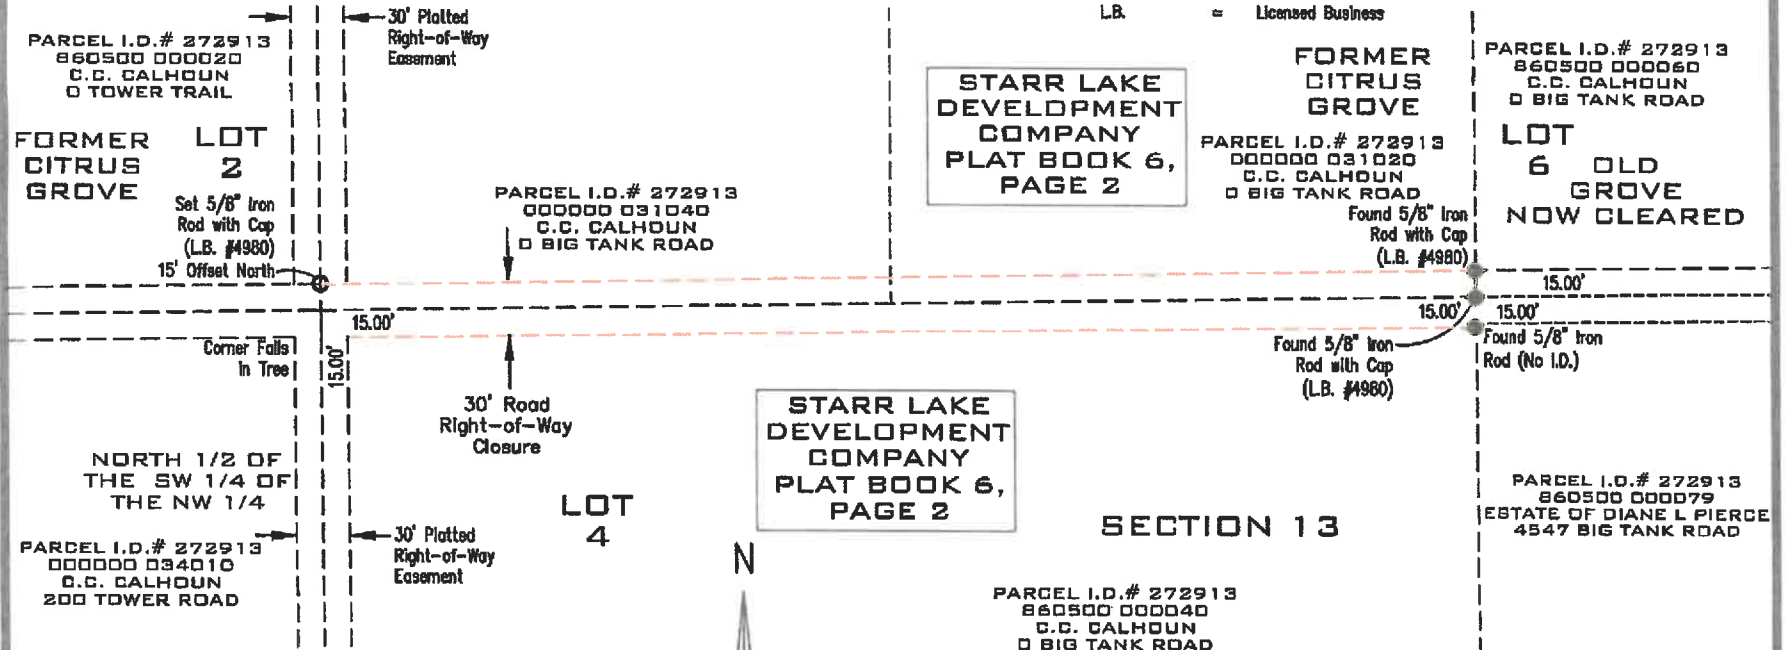 30' Platted
Right-of-Way
Easement
L.B. = Licensed Business
PARCEL I.D.# 272913
860500 000020
C.C. CALHOUN
0 TOWER TRAIL
FORMER
CITRUS
GROVE
LOT
2
Set 5/8" Iron
Rod with Cap
(L.B. #4980)
15' Offset North
PARCEL I.D.# 272913
000000 031040
C.C. CALHOUN
0 BIG TANK ROAD
STARR LAKE
DEVELOPMENT
COMPANY
PLAT BOOK 6,
PAGE 2
FORMER
CITRUS
GROVE
PARCEL I.D.# 272913
000000 031020
C.C. CALHOUN
0 BIG TANK ROAD
Found 5/8" Iron
Rod with Cap
(L.B. #4980)
PARCEL I.D.# 272913
860500 000060
C.C. CALHOUN
0 BIG TANK ROAD
LOT
6
OLD
GROVE
NOW CLEARED
15.00'
15.00'
15.00'
15.00'
15.00'
Corner Falls
In Tree
30' Road
Right-of-Way
Closure
Found 5/8" Iron
Rod with Cap
(L.B. #4980)
Found 5/8" Iron
Rod (No I.D.)
STARR LAKE
DEVELOPMENT
COMPANY
PLAT BOOK 6,
PAGE 2
NORTH 1/2 OF
THE SW 1/4 OF
THE NW 1/4
LOT
4
30' Platted
Right-of-Way
Easement
PARCEL I.D.# 272913
000000 034010
C.C. CALHOUN
200 TOWER ROAD
N
SECTION 13
PARCEL I.D.# 272913
860500 000079
ESTATE OF DIANE L PIERCE
4547 BIG TANK ROAD
PARCEL I.D.# 272913
860500 000040
C.C. CALHOUN
0 BIG TANK ROAD